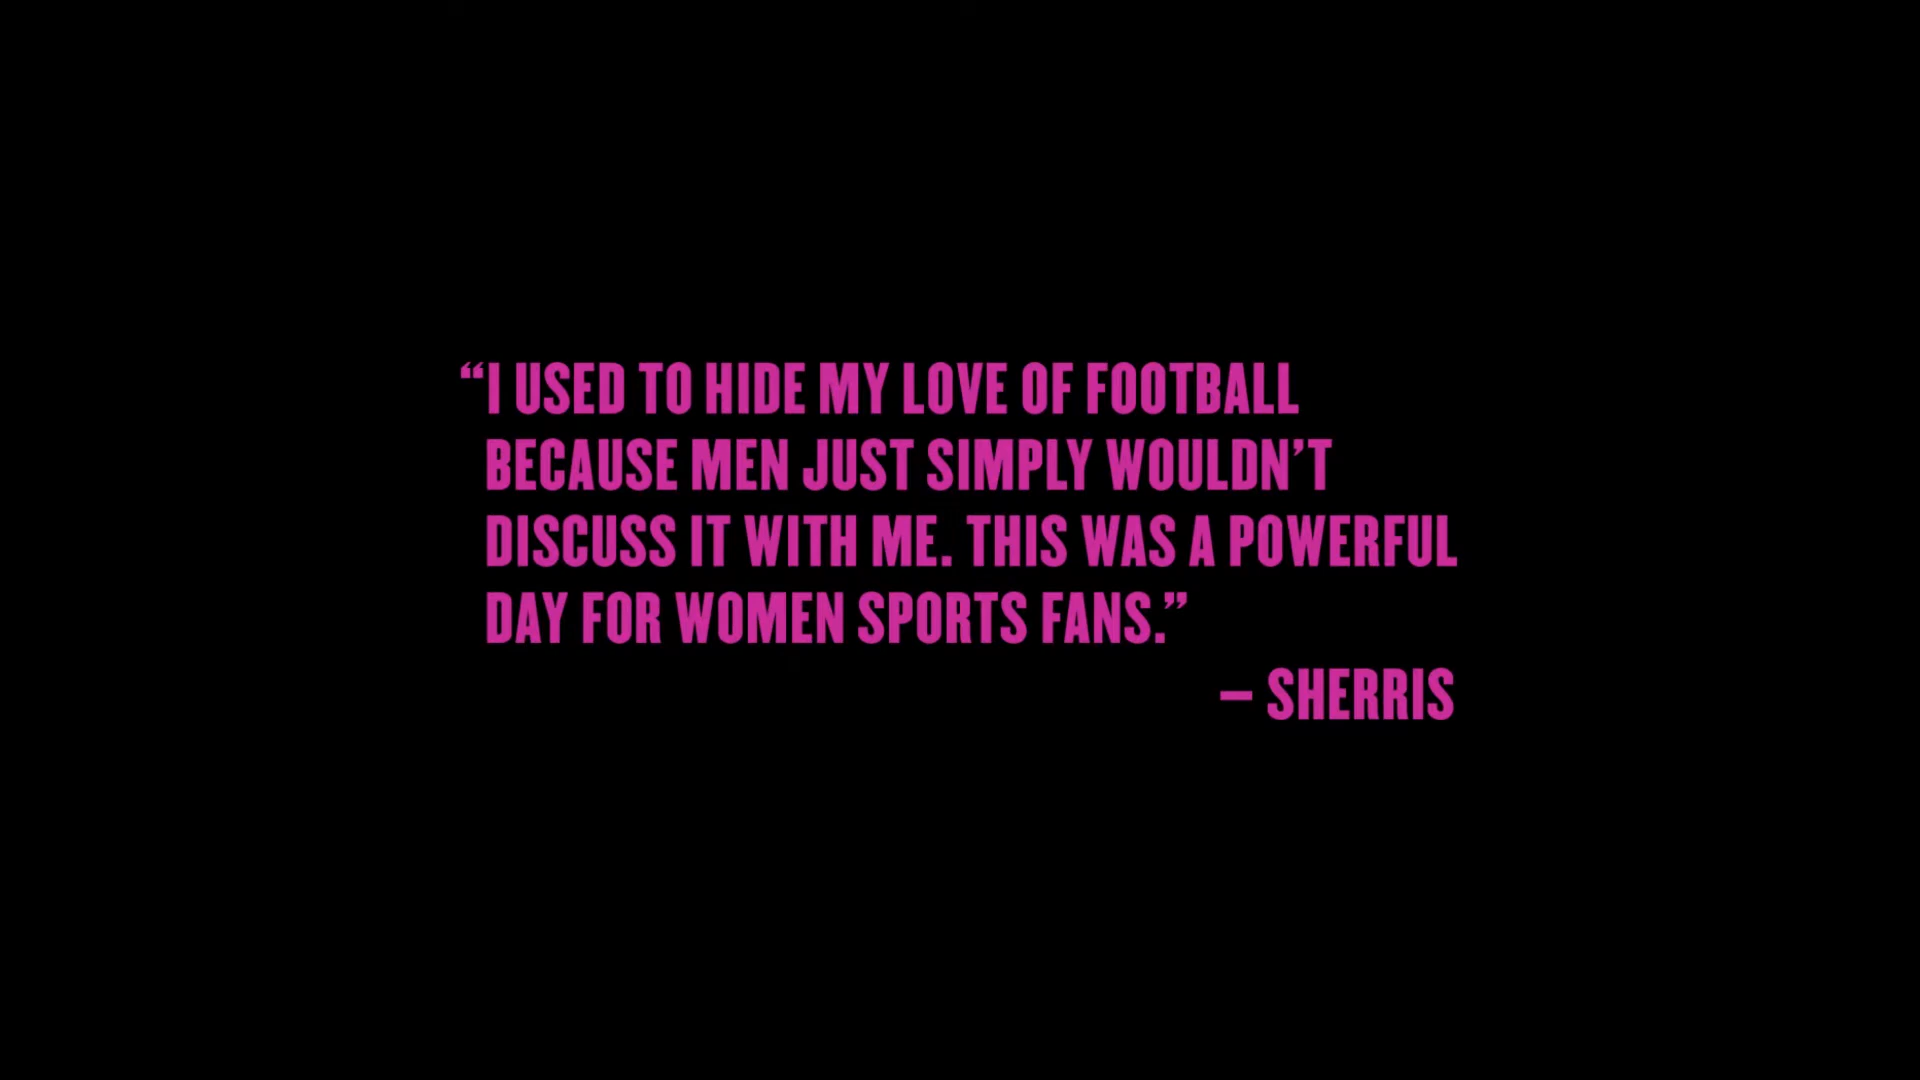 “I USED TO HIDE MY LOVE OF FOOTBALL
BECAUSE MEN JUST SIMPLY WOULDN’T
DISCUSS IT WITH ME. THIS WAS A POWERFUL
DAY FOR WOMEN SPORTS FANS.”
– SHERRIS